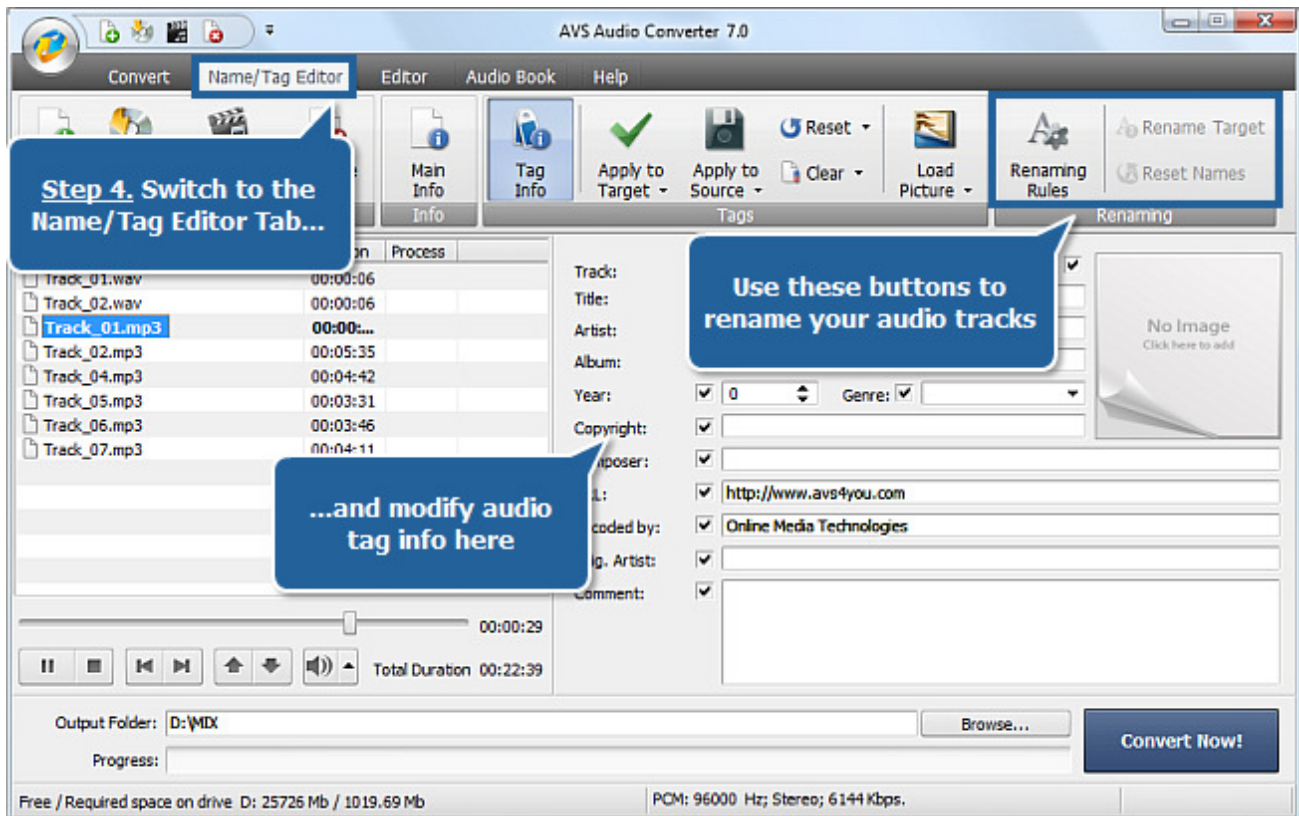 AVS Audio Converter 7.0
Convert
Name/Tag Editor
Editor
Audio Book
Help
Main
Info
Tag
Info
Apply to
Target
Apply to
Source
Reset
Clear
Load
Picture
Renaming
Rules
Rename Target
Reset Names
Info
Tags
Renaming
Step 4. Switch to the
Name/Tag Editor Tab...
Use these buttons to
rename your audio tracks
...and modify audio
tag info here
Process
Track_01.wav 00:00:06
Track_02.wav 00:00:06
Track_01.mp3 00:00:...
Track_02.mp3 00:05:35
Track_04.mp3 00:04:42
Track_05.mp3 00:03:31
Track_06.mp3 00:03:46
Track_07.mp3 00:04:11
Track:
Title:
Artist:
Album:
Year: 0 Genre:
Copyright:
http://www.avs4you.com
Online Media Technologies
Comment:
No Image
Click here to add
00:00:29
Total Duration 00:22:39
Output Folder: D:\MIX
Browse...
Progress:
Convert Now!
Free / Required space on drive D: 25726 Mb / 1019.69 Mb
PCM: 96000 Hz; Stereo; 6144 Kbps.